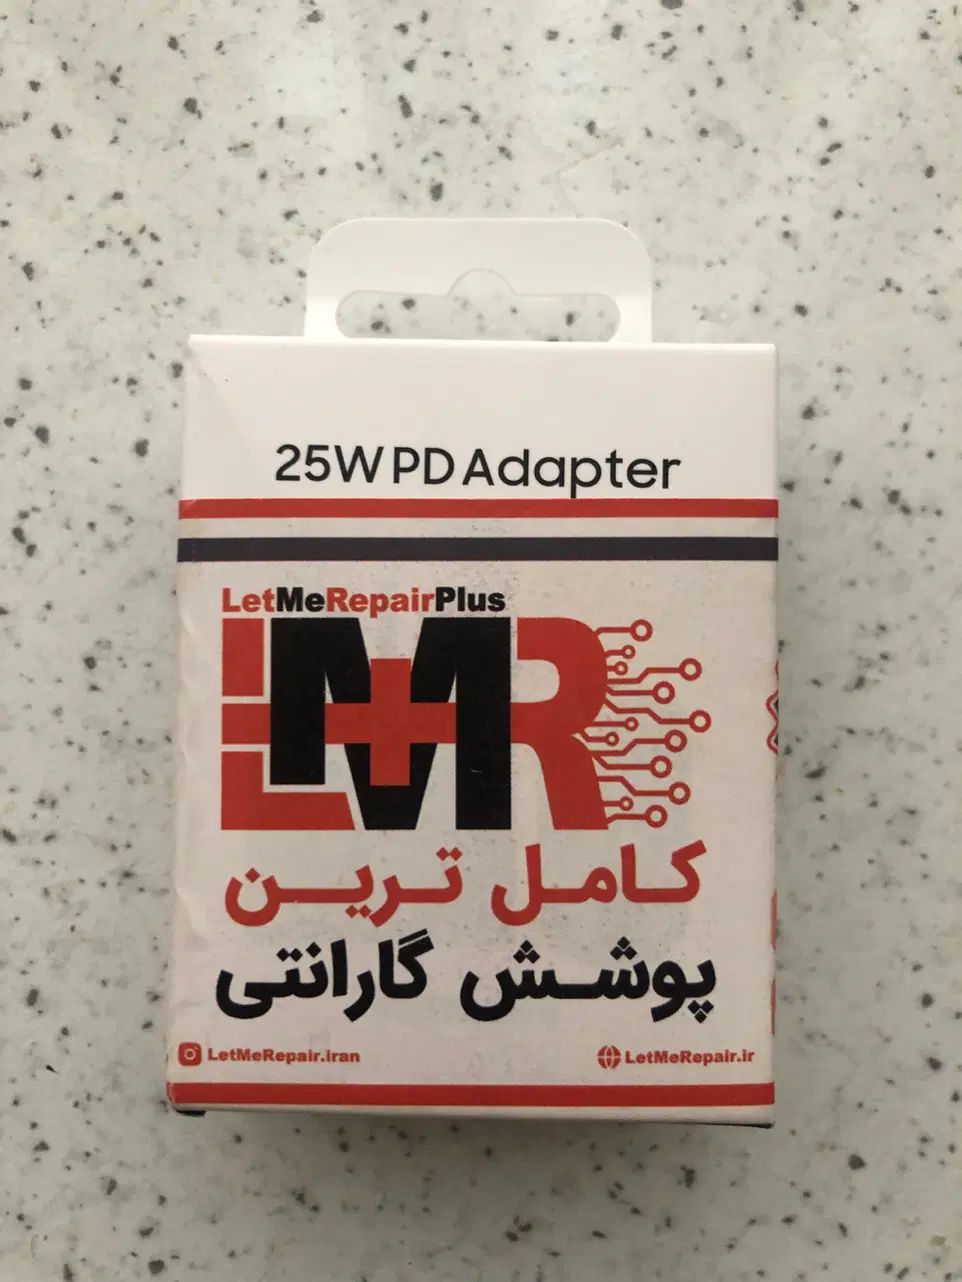 25W PD Adapter
LetMeRepairPlus
LMR
کامل ترین
پوشش گارانتی
LetMeRepair.iran
LetMeRepair.ir